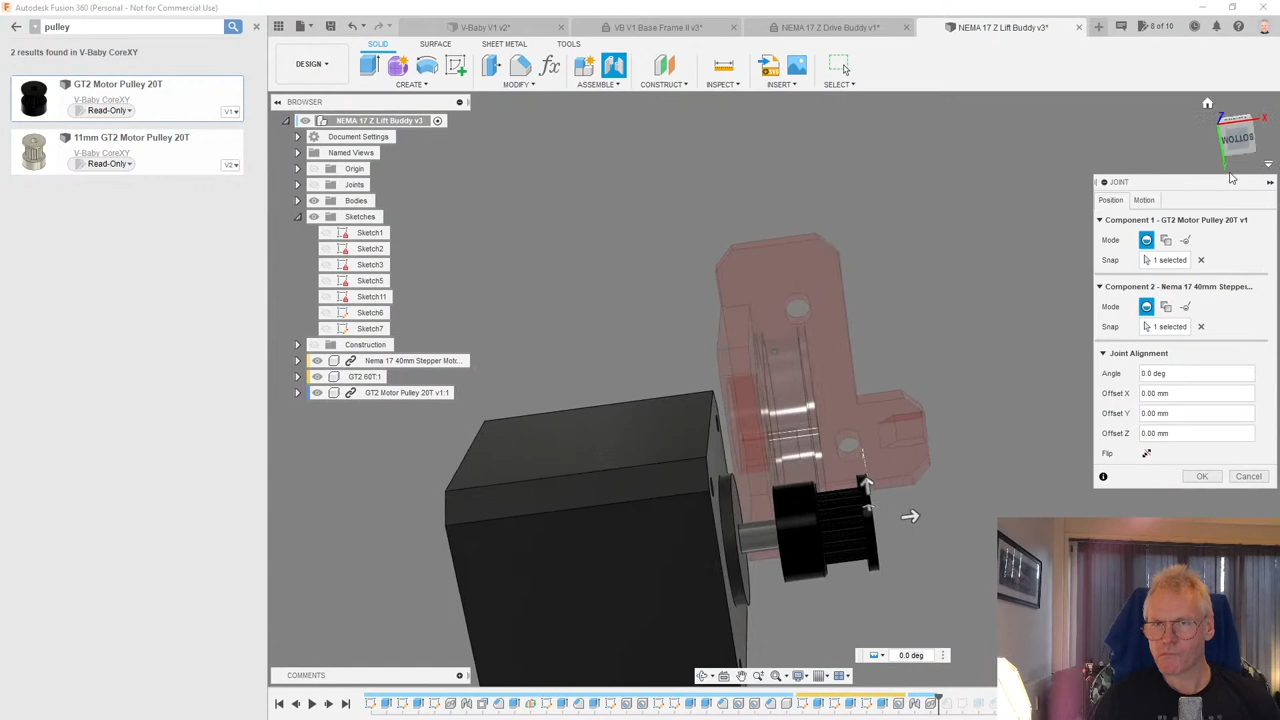 Autodesk Fusion 360 (Personal - Not for Commercial Use)
pulley
V-Baby V1 v2*
VB V1 Base Frame II v3*
NEMA 17 Z Drive Buddy v1*
NEMA 17 Z Lift Buddy v3*
8 of 10
2 results found in V-Baby CoreXY
GT2 Motor Pulley 20T
V-Baby CoreXY
Read-Only
V1
11mm GT2 Motor Pulley 20T
V-Baby CoreXY
Read-Only
V2
DESIGN
SOLID
SURFACE
SHEET METAL
TOOLS
CREATE
MODIFY
ASSEMBLE
CONSTRUCT
INSPECT
INSERT
SELECT
BROWSER
NEMA 17 Z Lift Buddy v3
Document Settings
Named Views
Origin
Joints
Bodies
Sketches
Sketch1
Sketch2
Sketch3
Sketch5
Sketch11
Sketch6
Sketch7
Construction
Nema 17 40mm Stepper Moto...
GT2 60T:1
GT2 Motor Pulley 20T v1:1
Z
X
BOTTOM
JOINT
Position
Motion
Component 1 - GT2 Motor Pulley 20T v1
Mode
Snap
1 selected
Component 2 - Nema 17 40mm Stepper...
Mode
Snap
1 selected
Joint Alignment
Angle
0.0 deg
Offset X
0.00 mm
Offset Y
0.00 mm
Offset Z
0.00 mm
Flip
OK
Cancel
0.0 deg
COMMENTS